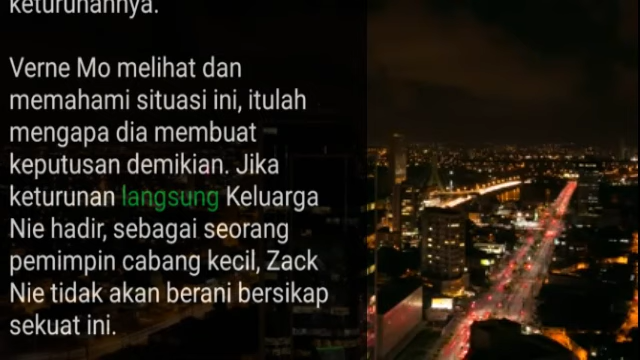 keturunannya.
Verne Mo melihat dan
memahami situasi ini, itulah
mengapa dia membuat
keputusan demikian. Jika
keturunan langsung Keluarga
Nie hadir, sebagai seorang
pemimpin cabang kecil, Zack
Nie tidak akan berani bersikap
sekuat ini.